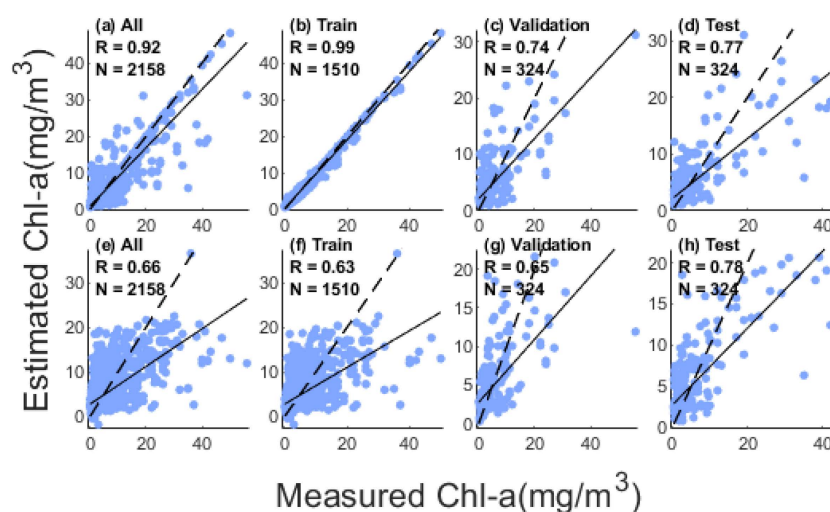 Estimated Chl-a(mg/m³)
(a) All
R = 0.92
N = 2158
40
30
20
10
0
0 20 40
(b) Train
R = 0.99
N = 1510
40
30
20
10
0
0 20 40
(c) Validation
R = 0.74
N = 324
30
20
10
0
0 20 40
(d) Test
R = 0.77
N = 324
30
20
10
0
0 20 40
(e) All
R = 0.66
N = 2158
30
20
10
0
0 20 40
(f) Train
R = 0.63
N = 1510
30
20
10
0
0 20 40
(g) Validation
R = 0.65
N = 324
20
15
10
5
0
0 20 40
(h) Test
R = 0.78
N = 324
20
15
10
5
0
0 20 40
Measured Chl-a(mg/m³)